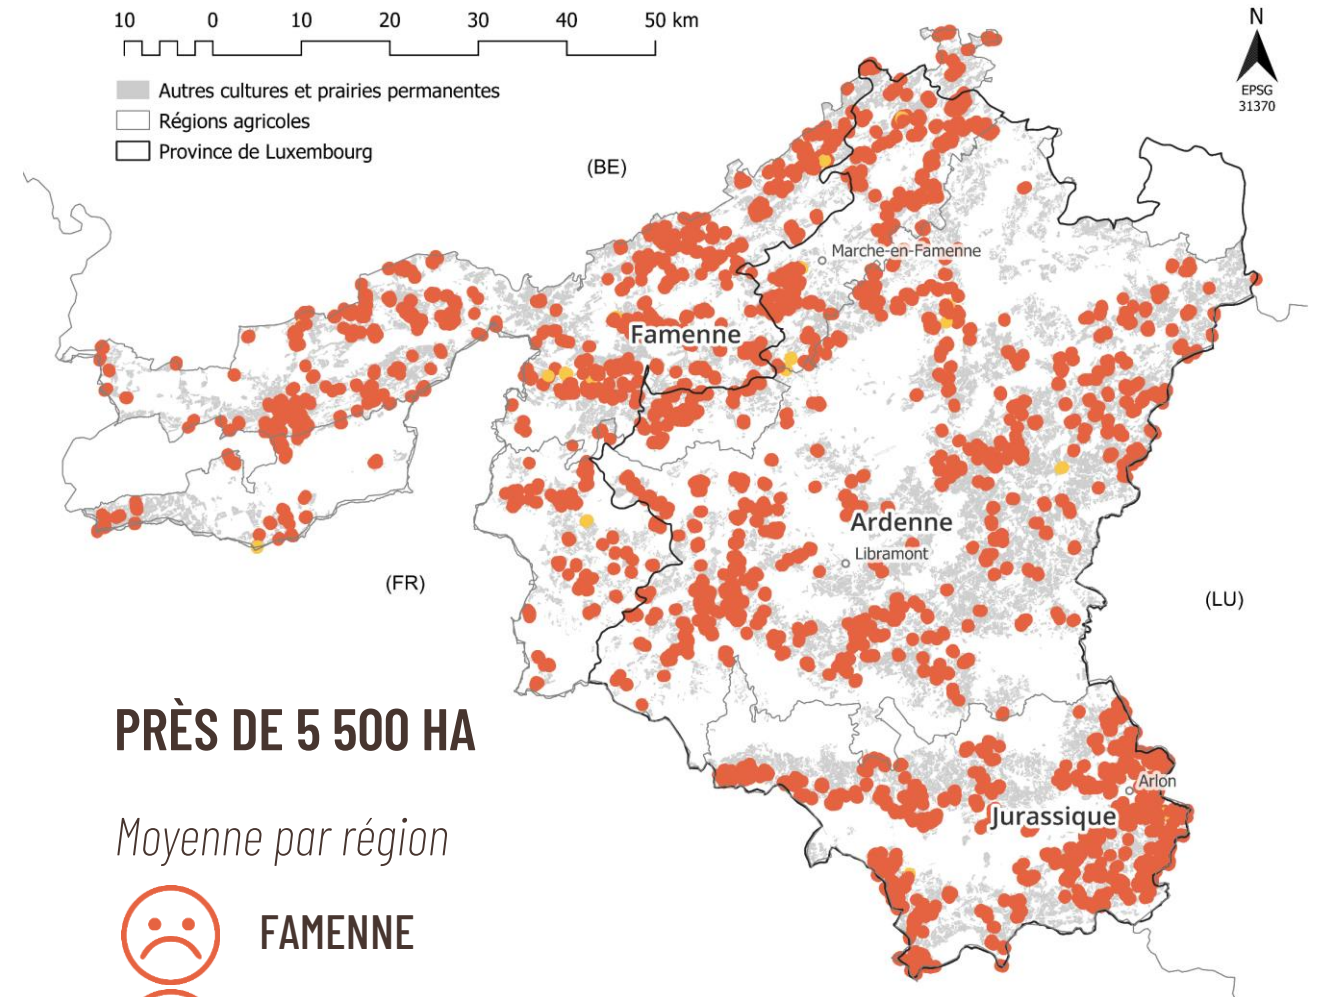 10 0 10 20 30 40 50 km
Autres cultures et prairies permanentes
Régions agricoles
Province de Luxembourg
N
EPSG
31370
(BE)
Marche-en-Famenne
Famenne
Ardenne
Libramont
(FR)
(LU)
PRÈS DE 5 500 HA
Arlon
Jurassique
Moyenne par région
FAMENNE